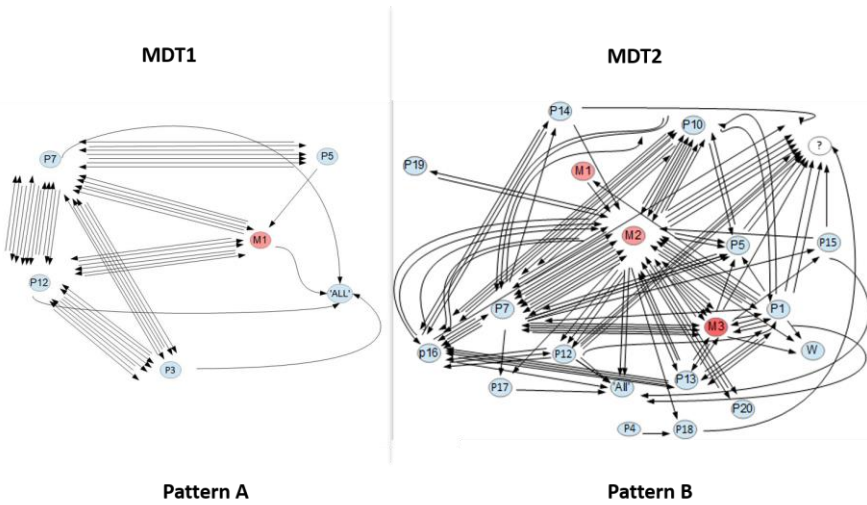 MDT1
MDT2
P7
P5
M1
P12
'ALL'
P3
P14
P10
?
P19
M1
M2
P5
P15
P7
P1
M3
p16
P12
W
P17
'All'
P13
P20
P4
P18
Pattern A
Pattern B